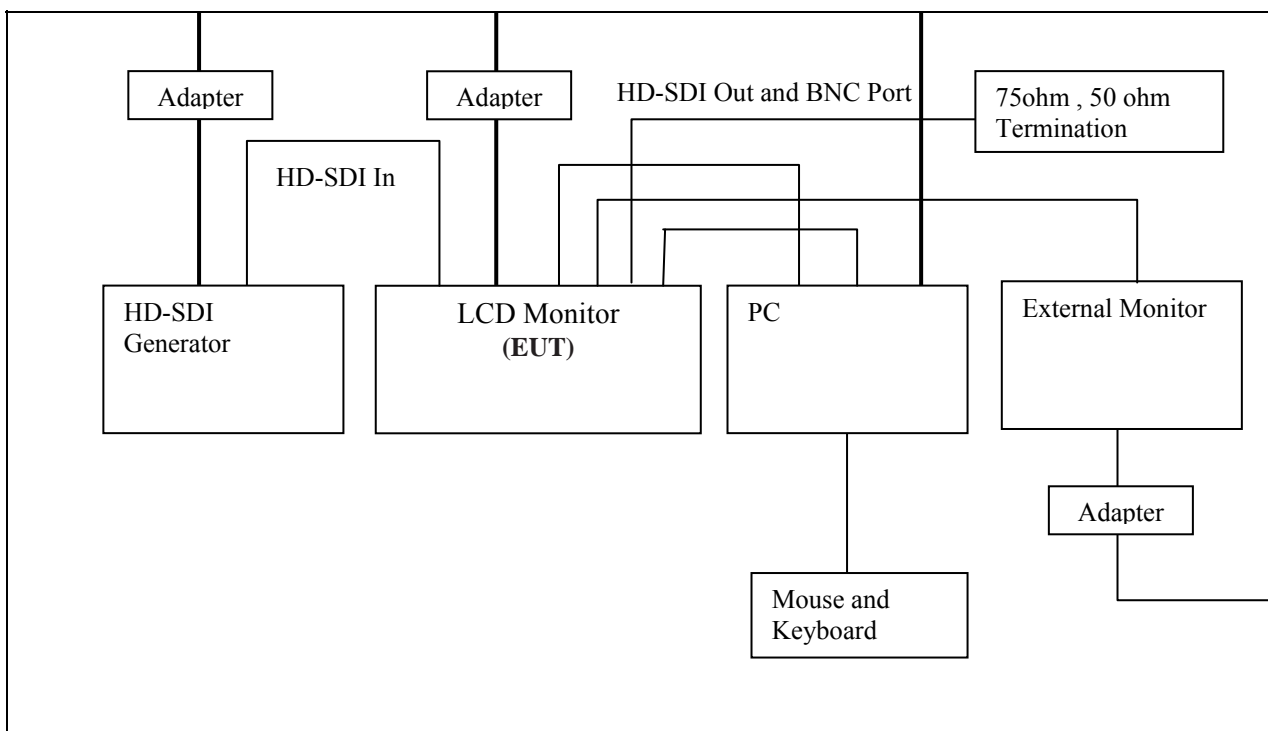 Adapter
Adapter
HD-SDI Out and BNC Port
75ohm , 50 ohm
Termination
HD-SDI In
HD-SDI
Generator
LCD Monitor
(EUT)
PC
External Monitor
Adapter
Mouse and
Keyboard